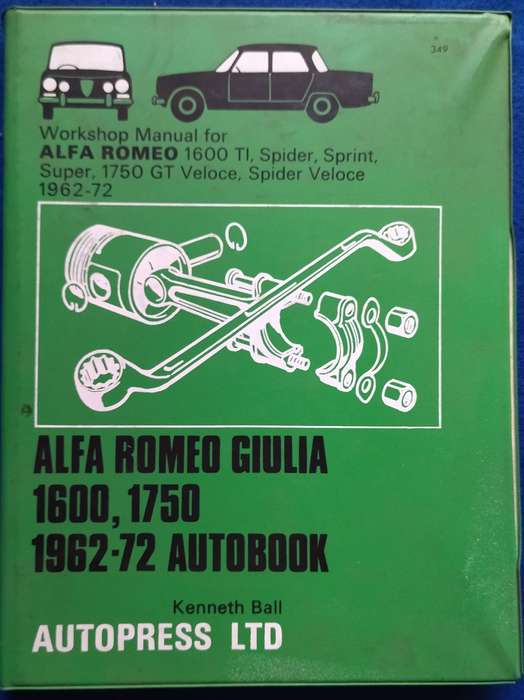 349
Workshop Manual for
ALFA ROMEO 1600 TI, Spider, Sprint,
Super, 1750 GT Veloce, Spider Veloce
1962-72
ALFA ROMEO GIULIA
1600, 1750
1962-72 AUTOBOOK
Kenneth Ball
AUTOPRESS LTD